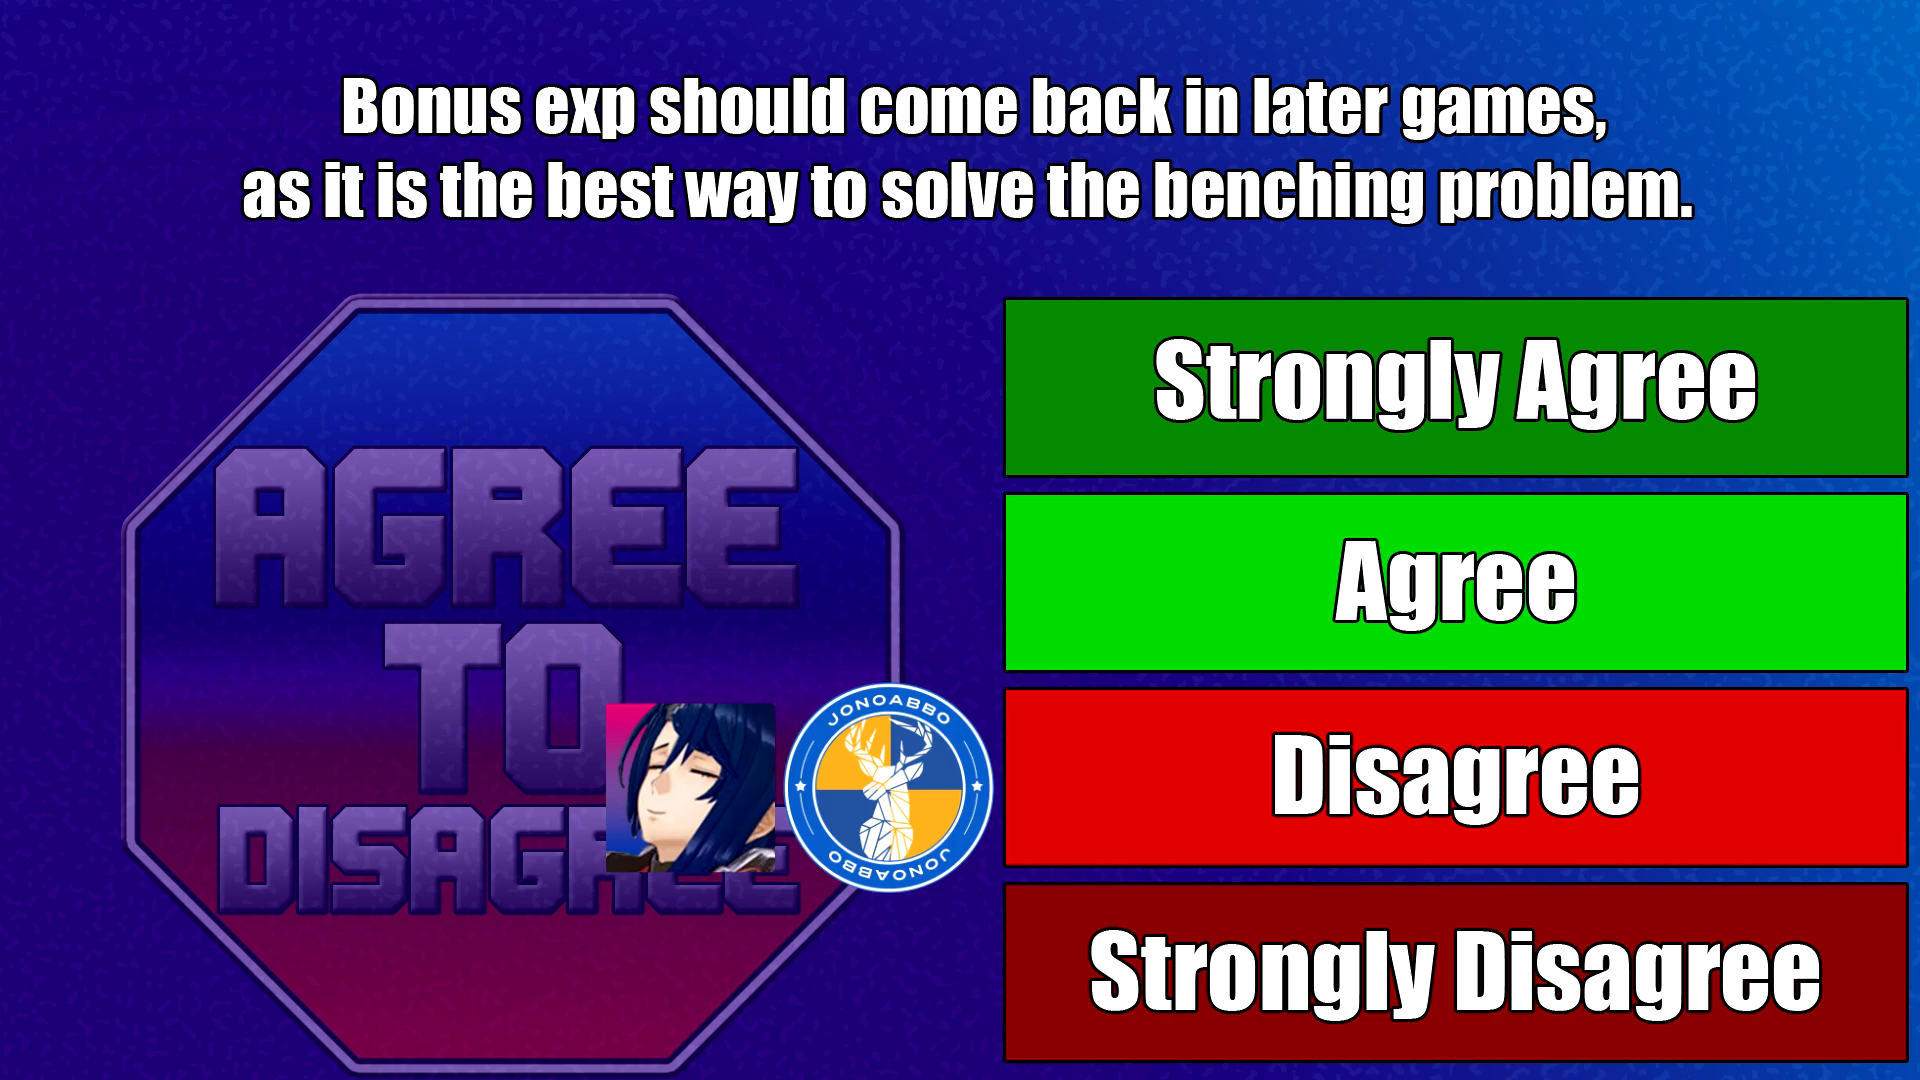 Bonus exp should come back in later games,
as it is the best way to solve the benching problem.
AGREE
TO
DISAGREE
JONOABBO
JONOABBO
Strongly Agree
Agree
Disagree
Strongly Disagree